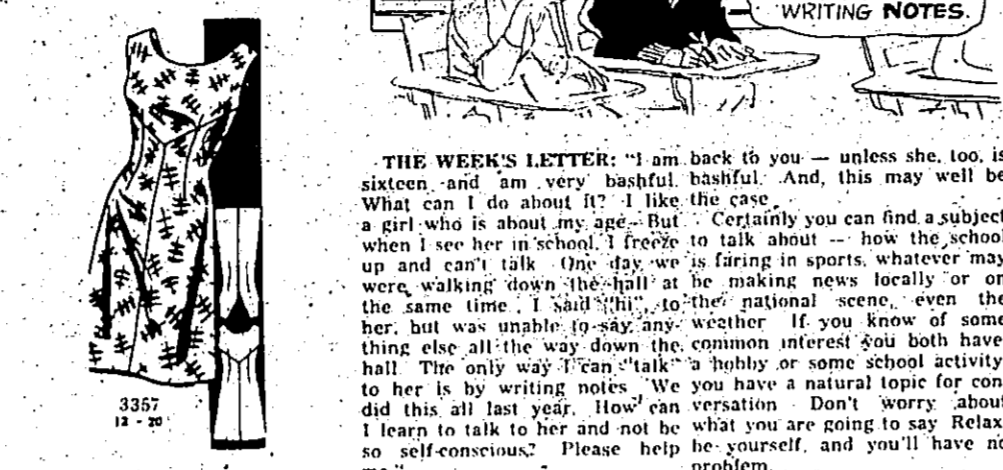 WRITING NOTES.
3357
12 - 20
THE WEEK'S LETTER: "I am
sixteen and am very bashful.
What can I do about it? I like
a girl who is about my age. But
when I see her in school, I freeze
up and can't talk One day we
were walking down the hall at
the same time. I said "hi", to
her, but was unable to say any-
thing else all the way down the
hall. The only way I can "talk"
to her is by writing notes We
did this all last year. How can
I learn to talk to her and not be
so self-conscious? Please help
me."
back to you — unless she, too, is
bashful. And, this may well be
the case.
Certainly you can find a subject
to talk about -- how the school
is faring in sports, whatever may
be making news locally or on
the national scene, even the
weather If you know of some
common interest you both have
a hobby or some school activity
you have a natural topic for con
versation Don't worry about
what you are going to say Relax
be yourself, and you'll have no
problem.